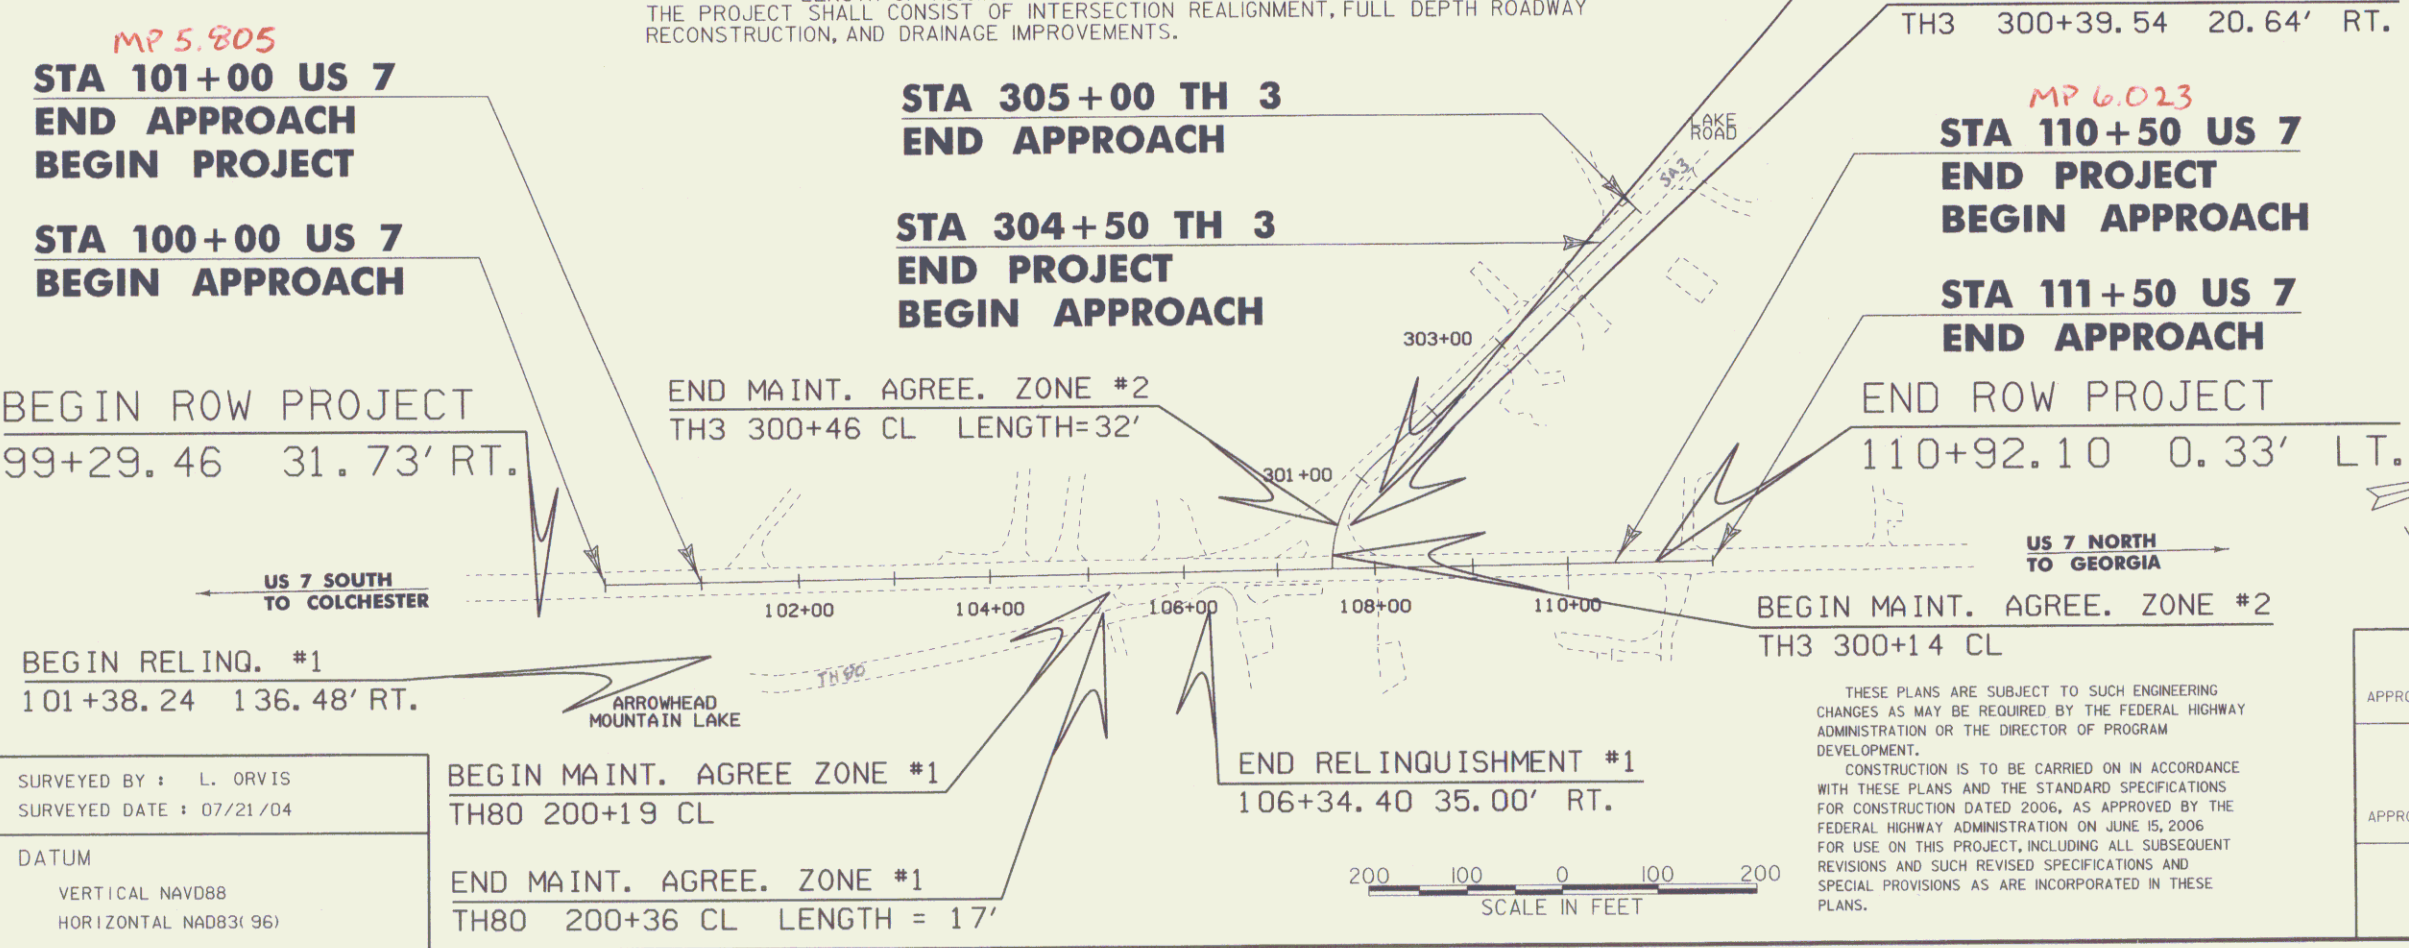 THE PROJECT SHALL CONSIST OF INTERSECTION REALIGNMENT, FULL DEPTH ROADWAY
RECONSTRUCTION, AND DRAINAGE IMPROVEMENTS.
TH3 300+39.54 20.64' RT.
MP 5.805
STA 101+00 US 7
END APPROACH
BEGIN PROJECT
STA 100+00 US 7
BEGIN APPROACH
STA 305+00 TH 3
END APPROACH
STA 304+50 TH 3
END PROJECT
BEGIN APPROACH
LAKE
ROAD
SA3
MP 6.023
STA 110+50 US 7
END PROJECT
BEGIN APPROACH
STA 111+50 US 7
END APPROACH
BEGIN ROW PROJECT
99+29.46 31.73' RT.
END MAINT. AGREE. ZONE #2
TH3 300+46 CL LENGTH=32'
303+00
301+00
END ROW PROJECT
110+92.10 0.33' LT.
US 7 SOUTH
TO COLCHESTER
102+00
104+00
106+00
108+00
110+00
US 7 NORTH
TO GEORGIA
BEGIN MAINT. AGREE. ZONE #2
TH3 300+14 CL
BEGIN RELINQ. #1
101+38.24 136.48' RT.
ARROWHEAD
MOUNTAIN LAKE
TH 80
BEGIN MAINT. AGREE ZONE #1
TH80 200+19 CL
END MAINT. AGREE. ZONE #1
TH80 200+36 CL LENGTH = 17'
END RELINQUISHMENT #1
106+34.40 35.00' RT.
SURVEYED BY : L. ORVIS
SURVEYED DATE : 07/21/04
DATUM
VERTICAL NAVD88
HORIZONTAL NAD83(96)
200 100 0 100 200
SCALE IN FEET
THESE PLANS ARE SUBJECT TO SUCH ENGINEERING
CHANGES AS MAY BE REQUIRED BY THE FEDERAL HIGHWAY
ADMINISTRATION OR THE DIRECTOR OF PROGRAM
DEVELOPMENT.
CONSTRUCTION IS TO BE CARRIED ON IN ACCORDANCE
WITH THESE PLANS AND THE STANDARD SPECIFICATIONS
FOR CONSTRUCTION DATED 2006, AS APPROVED BY THE
FEDERAL HIGHWAY ADMINISTRATION ON JUNE 15, 2006
FOR USE ON THIS PROJECT, INCLUDING ALL SUBSEQUENT
REVISIONS AND SUCH REVISED SPECIFICATIONS AND
SPECIAL PROVISIONS AS ARE INCORPORATED IN THESE
PLANS.